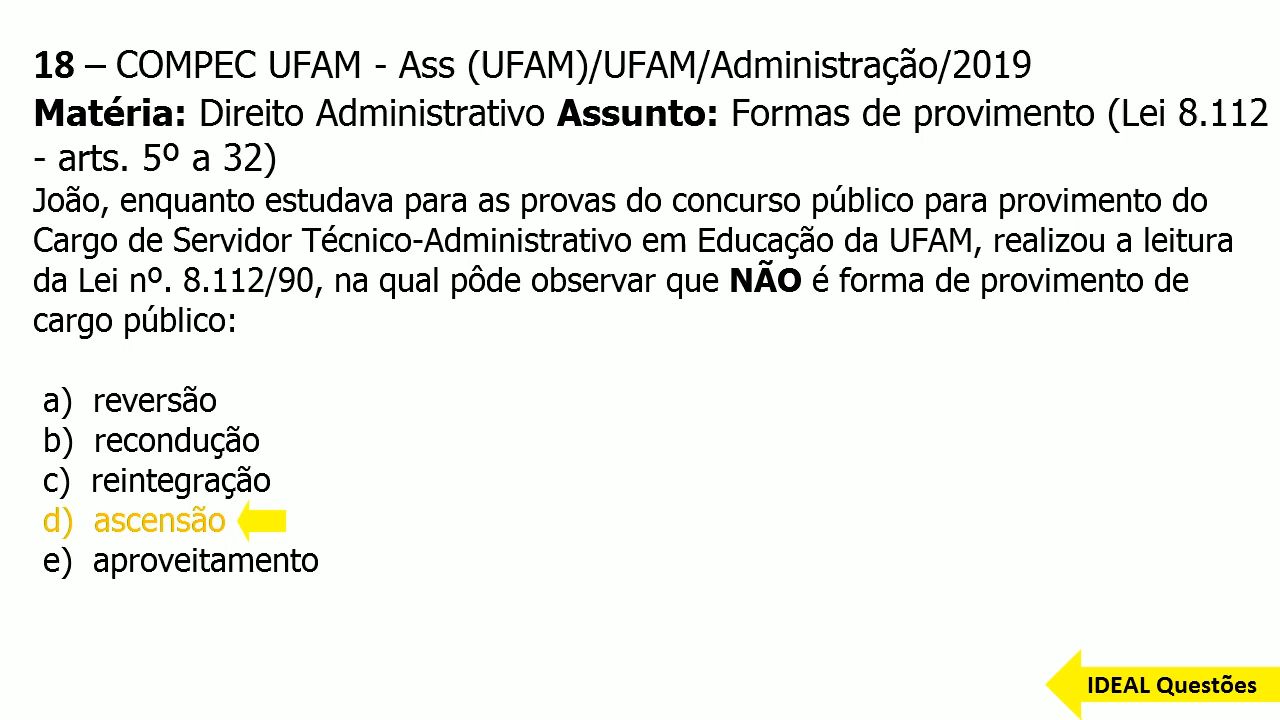 18 – COMPEC UFAM - Ass (UFAM)/UFAM/Administração/2019
Matéria: Direito Administrativo Assunto: Formas de provimento (Lei 8.112
- arts. 5º a 32)
João, enquanto estudava para as provas do concurso público para provimento do
Cargo de Servidor Técnico-Administrativo em Educação da UFAM, realizou a leitura
da Lei nº. 8.112/90, na qual pôde observar que NÃO é forma de provimento de
cargo público:
a) reversão
b) recondução
c) reintegração
d) ascensão
e) aproveitamento
IDEAL Questões